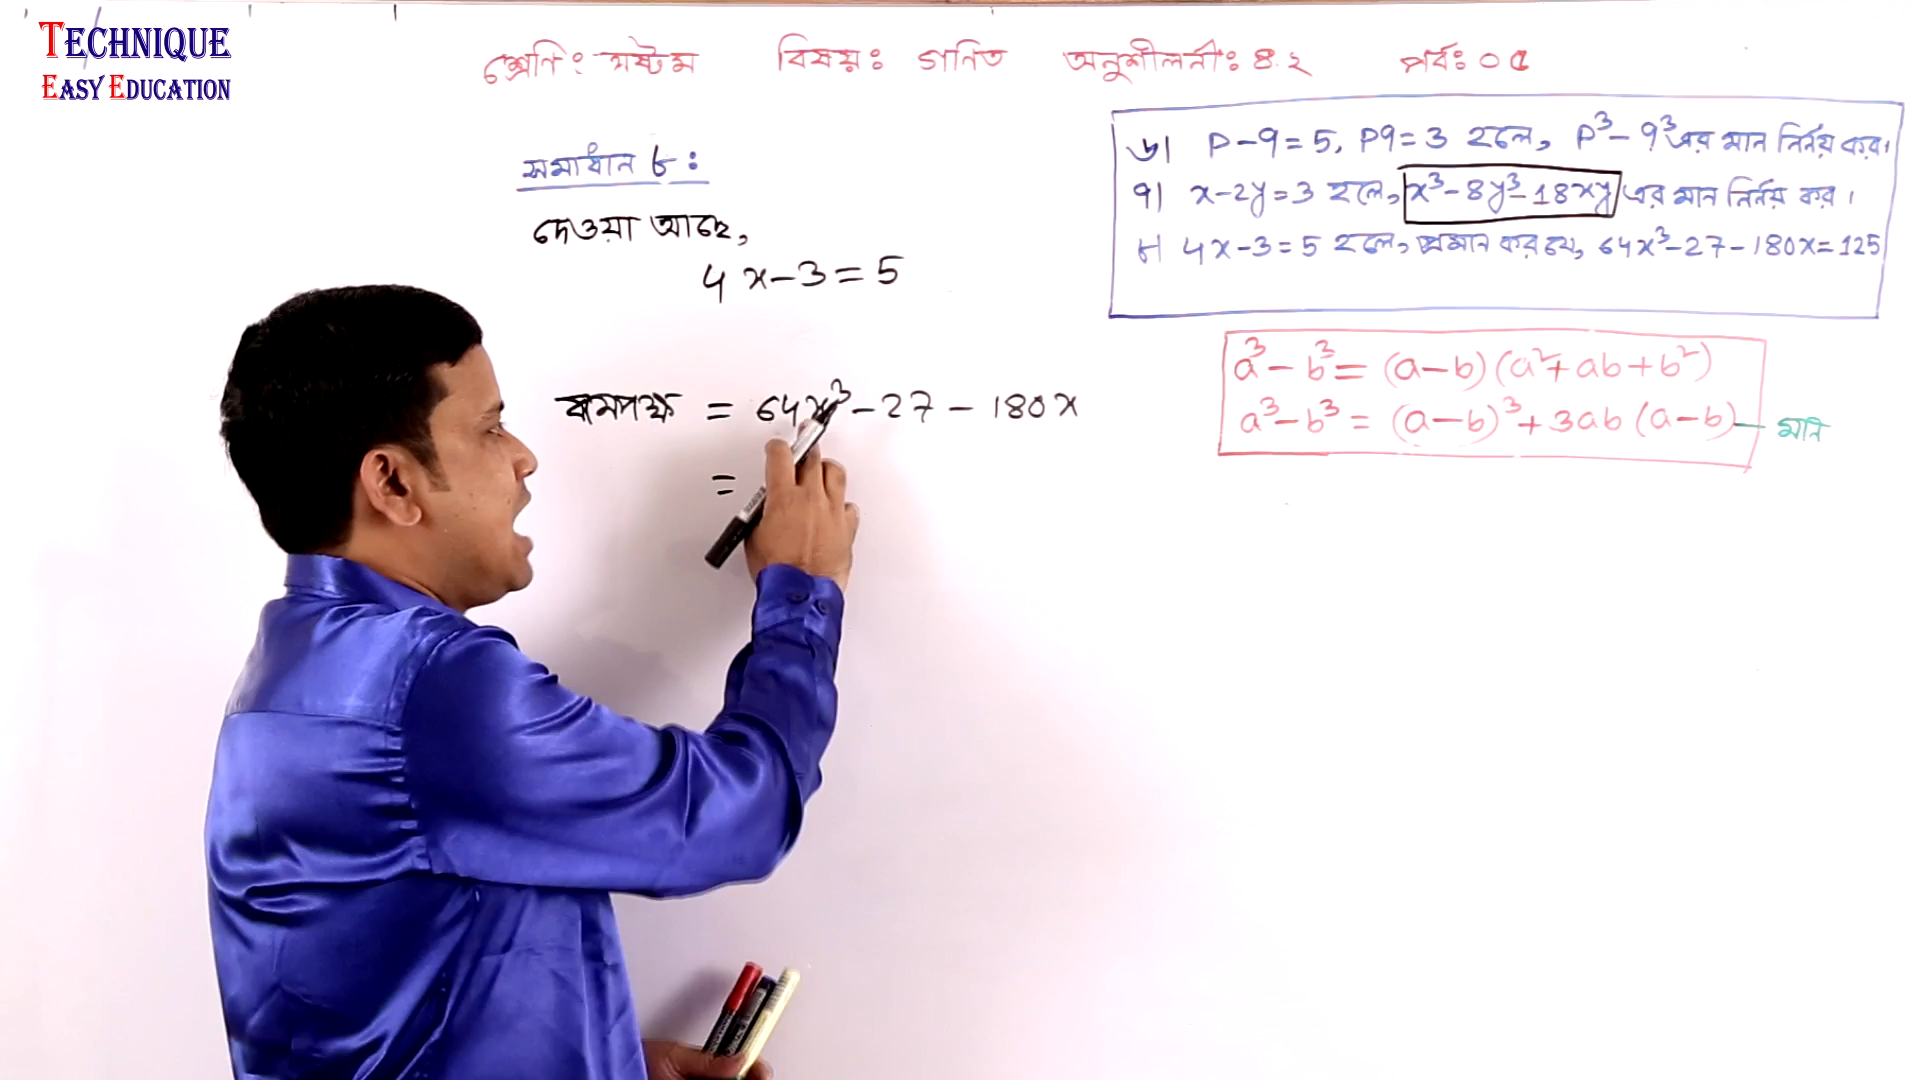 TECHNIQUE
EASY EDUCATION
শ্রেণি: অষ্টম বিষয়: গণিত অনুশীলনী: ৪.২ পর্ব: ০৫
৬। P-q=5, Pq=3 হলে, P³-q³ এর মান নির্ণয় কর।
৭। x-2y=3 হলে, x³-8y³-18xy এর মান নির্ণয় কর।
৮। 4x-3=5 হলে, প্রমাণ কর যে, 64x³-27-180x=125
a³-b³=(a-b)(a²+ab+b²)
a³-b³=(a-b)³+3ab(a-b) মান
সমাধান ৮:
দেওয়া আছে,
4x-3=5
বামপক্ষ = 64x³-27-180x
=